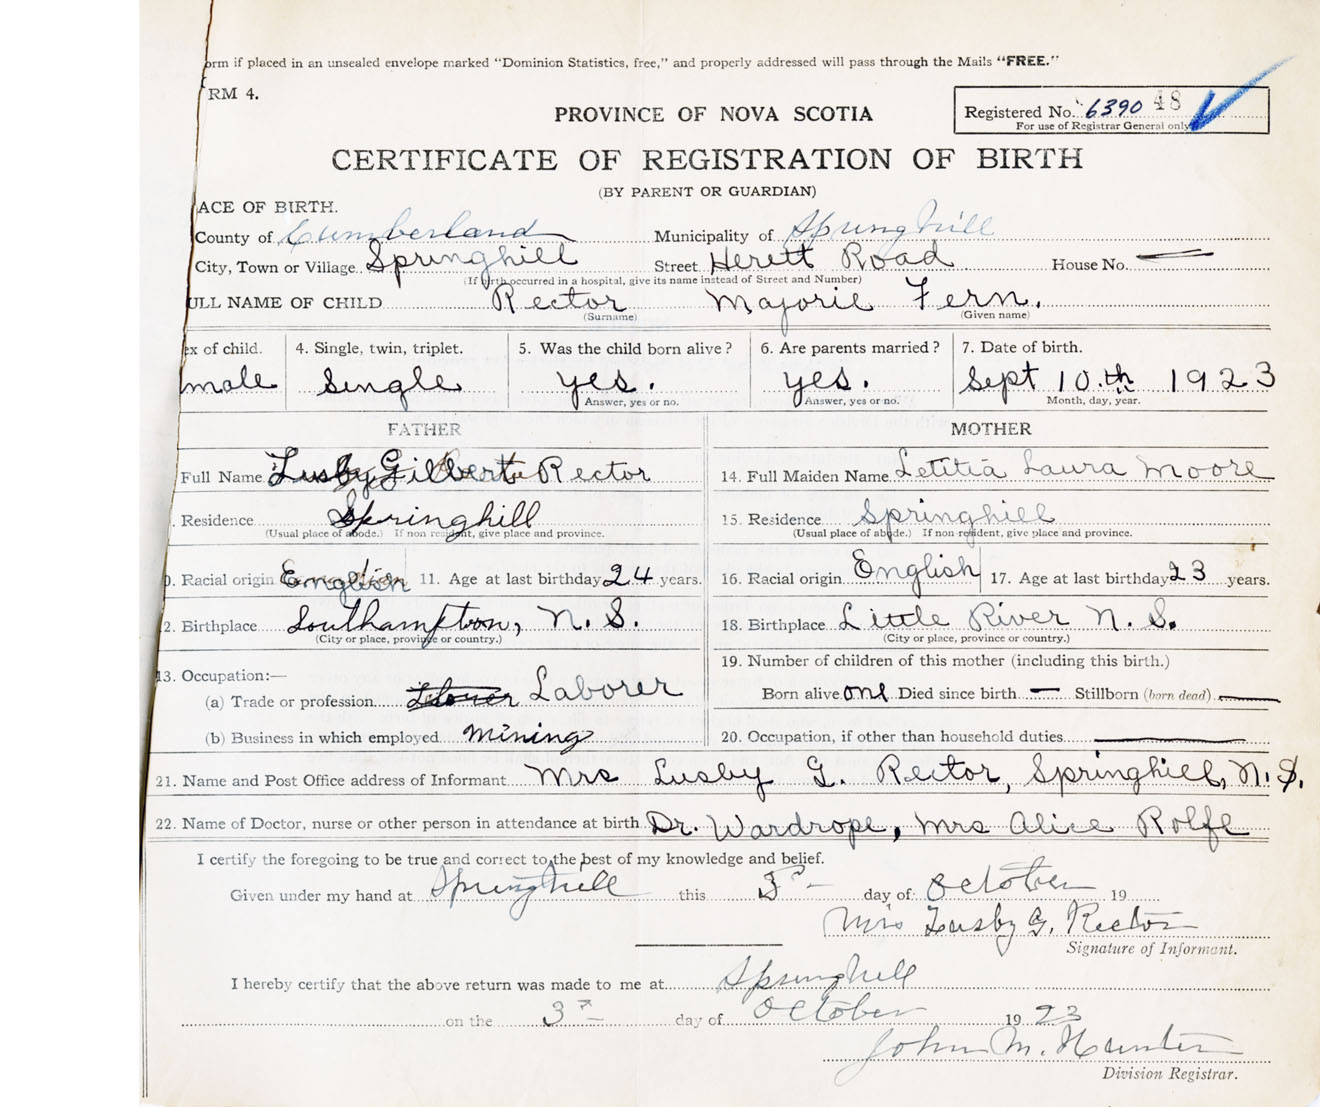 orm if placed in an unsealed envelope marked "Dominion Statistics, free," and properly addressed will pass through the Mails "FREE."
RM 4.
Registered No. 6390 48
For use of Registrar General only
PROVINCE OF NOVA SCOTIA
CERTIFICATE OF REGISTRATION OF BIRTH
(BY PARENT OR GUARDIAN)
ACE OF BIRTH.
County of Cumberland Municipality of Springhill
City, Town or Village Springhill Street Herett Road House No. —
(If birth occurred in a hospital, give its name instead of Street and Number)
ULL NAME OF CHILD Rector Majorie Fern.
(Surname) (Given name)
ex of child. 4. Single, twin, triplet. 5. Was the child born alive? 6. Are parents married? 7. Date of birth.
male Single yes. yes. Sept 10.th 1923
Answer, yes or no. Answer, yes or no. Month, day, year.
FATHER MOTHER
Full Name Lusby Gilbert Rector 14. Full Maiden Name Letitia Laura Moore
. Residence Springhill 15. Residence Springhill
(Usual place of abode.) If non resident, give place and province. (Usual place of abode.) If non-resident, give place and province.
0. Racial origin English 11. Age at last birthday 24 years. 16. Racial origin English 17. Age at last birthday 23 years.
2. Birthplace Southampton, N. S. 18. Birthplace Little River N. S.
(City or place, province or country.) (City or place, province or country.)
13. Occupation:— 19. Number of children of this mother (including this birth.)
(a) Trade or profession Laborer Born alive one Died since birth — Stillborn (born dead) —
(b) Business in which employed Mining 20. Occupation, if other than household duties —
21. Name and Post Office address of Informant Mrs Lusby G. Rector, Springhill, N. S.
22. Name of Doctor, nurse or other person in attendance at birth Dr. Wardrope, Mrs Alice Rolfe
I certify the foregoing to be true and correct to the best of my knowledge and belief.
Given under my hand at Springhill this 3rd day of October 19
Mrs Lusby G. Rector
Signature of Informant.
I hereby certify that the above return was made to me at Springhill
on the 3rd day of October 1923
John M. Hunter
Division Registrar.